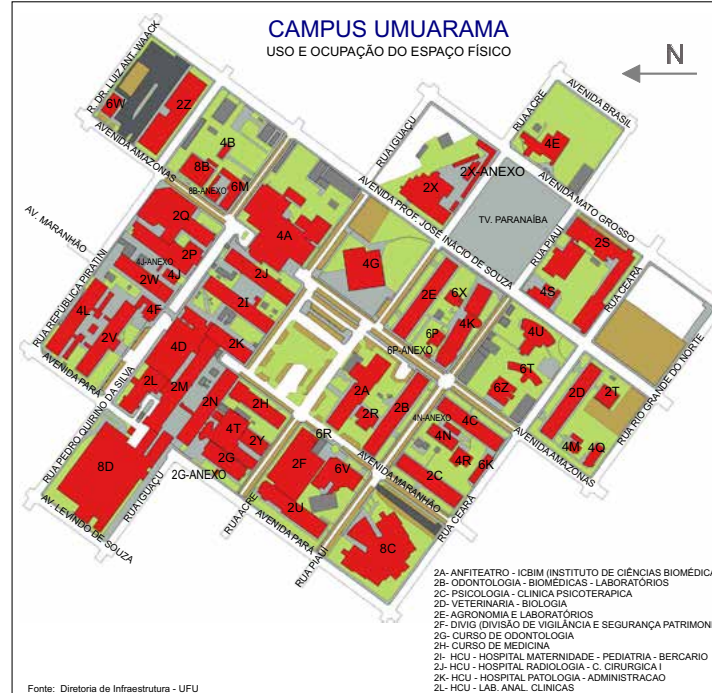 CAMPUS UMUARAMA
USO E OCUPAÇÃO DO ESPAÇO FÍSICO
N
R. DR. LUIZ ANT. WAACK
6W
2Z
AVENIDA AMAZONAS
4B
8B
8B-ANEXO
6M
RUA IGUAÇU
RUA ACRE
AVENIDA BRASIL
4E
2X
2X-ANEXO
AVENIDA MATO GROSSO
AVENIDA PROF. JOSÉ INÁCIO DE SOUZA
TV. PARANAÍBA
RUA PIAUÍ
2S
RUA CEARÁ
AV. MARANHÃO
2Q
4A
2P
4J-ANEXO
4J
2W
4G
2J
RUA REPÚBLICA PIRATINI
4L
4F
2I
2E
6X
4S
2V
4K
4U
6P
2K
4D
6P-ANEXO
6T
RUA RIO GRANDE DO NORTE
AVENIDA PARÁ
2L
2M
2A
6Z
2D
2T
2N
2H
2R
2B
4N-ANEXO
4C
RUA PEDRO QUIRINO DA SILVA
4T
2Y
6R
4N
AVENIDA AMAZONAS
4M
4Q
8D
2G
2F
6V
AVENIDA MARANHÃO
4R
6K
2G-ANEXO
2C
RUA IGUAÇU
AV. LEVINDO DE SOUZA
2U
RUA ACRE
AVENIDA PARÁ
RUA CEARÁ
8C
RUA PIAUÍ
2A- ANFITEATRO - ICBIM (INSTITUTO DE CIÊNCIAS BIOMÉDICA
2B- ODONTOLOGIA - BIOMÉDICAS - LABORATÓRIOS
2C- PSICOLOGIA - CLINICA PSICOTERAPICA
2D- VETERINARIA - BIOLOGIA
2E- AGRONOMIA E LABORATÓRIOS
2F- DIVIG (DIVISÃO DE VIGILÂNCIA E SEGURANÇA PATRIMONI
2G- CURSO DE ODONTOLOGIA
2H- CURSO DE MEDICINA
2I- HCU - HOSPITAL MATERNIDADE - PEDIATRIA - BERCARIO
2J- HCU - HOSPITAL RADIOLOGIA - C. CIRURGICA I
2K- HCU - HOSPITAL PATOLOGIA - ADMINISTRACAO
2L- HCU - LAB. ANAL. CLINICAS
Fonte: Diretoria de Infraestrutura - UFU